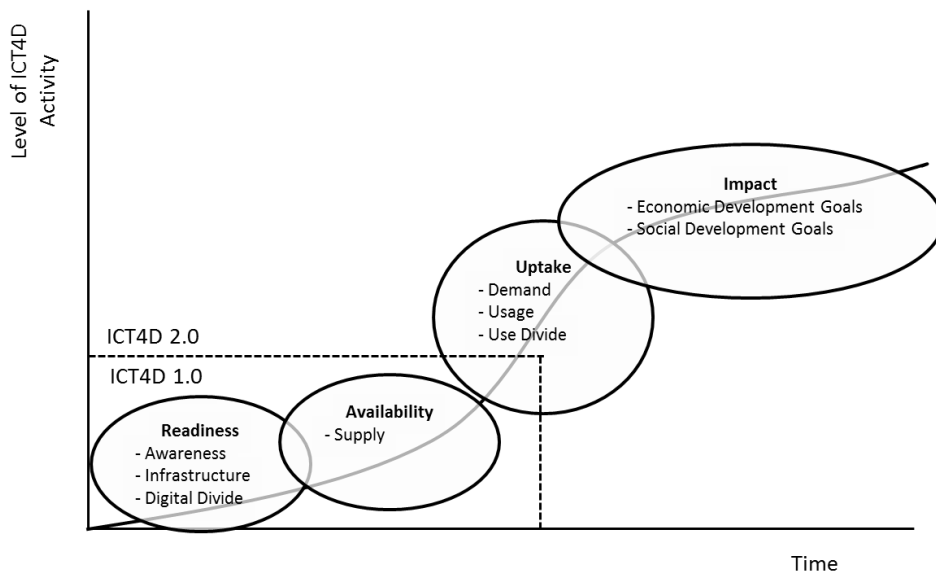 Level of ICT4D
Activity
Impact
- Economic Development Goals
- Social Development Goals
Uptake
- Demand
- Usage
- Use Divide
ICT4D 2.0
ICT4D 1.0
Availability
- Supply
Readiness
- Awareness
- Infrastructure
- Digital Divide
Time